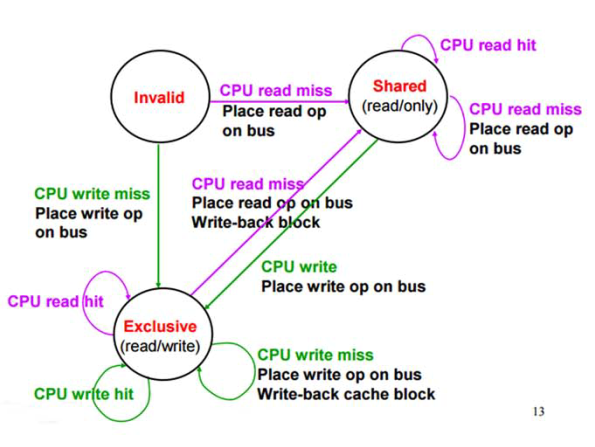 CPU read hit
Invalid
CPU read miss
Place read op
on bus
Shared
(read/only)
CPU read miss
Place read op
on bus
CPU write miss
Place write op
on bus
CPU read miss
Place read op on bus
Write-back block
CPU write
Place write op on bus
CPU read hit
Exclusive
(read/write)
CPU write hit
CPU write miss
Place write op on bus
Write-back cache block
13